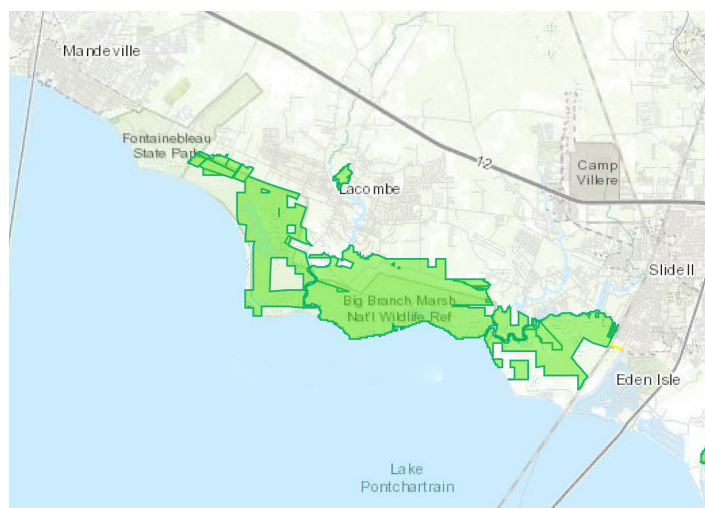 Mandeville
Fontainebleau
State Park
12
Camp
Villere
Lacombe
Slidell
Big Branch Marsh
Nat'l Wildlife Ref
Eden Isle
Lake
Pontchartrain